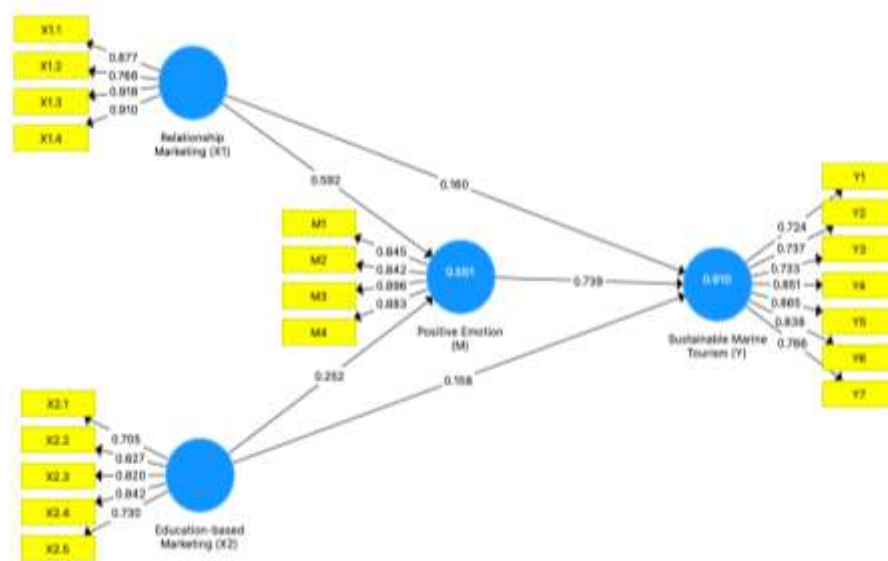 X1.1
X1.2
X1.3
X1.4
0.877
0.766
0.918
0.910
Relationship
Marketing (X1)
0.592
0.160
M1
M2
M3
M4
0.845
0.842
0.896
0.883
Positive Emotion
(M)
0.739
0.910
Sustainable Marine
Tourism (Y)
Y1
Y2
Y3
Y4
Y5
Y6
Y7
0.724
0.737
0.733
0.851
0.865
0.838
0.766
0.252
0.158
X2.1
X2.2
X2.3
X2.4
X2.5
0.705
0.827
0.820
0.842
0.730
Education-based
Marketing (X2)